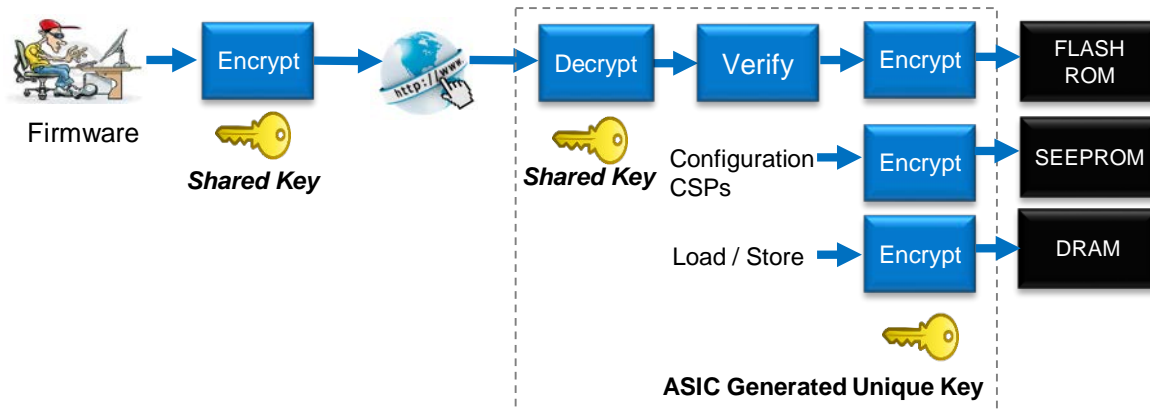 Firmware
Encrypt
Shared Key
http://www.
Decrypt
Shared Key
Verify
Encrypt
FLASH
ROM
Configuration
CSPs
Encrypt
SEEPROM
Load / Store
Encrypt
DRAM
ASIC Generated Unique Key